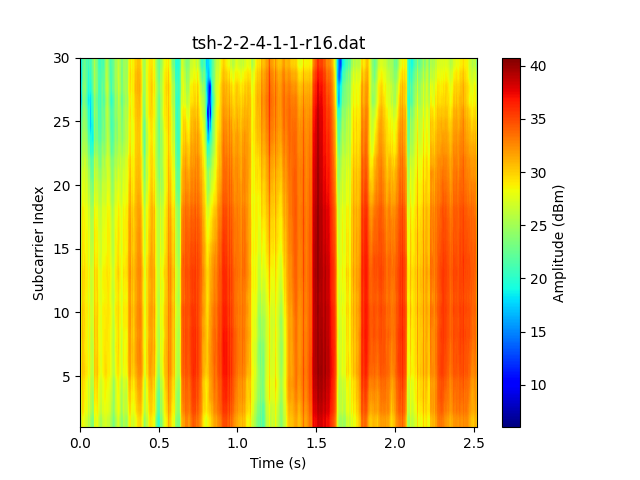 tsh-2-2-4-1-1-r16.dat
30
25
20
15
10
5
Subcarrier Index
0.0 0.5 1.0 1.5 2.0 2.5
Time (s)
40
35
30
25
20
15
10
Amplitude (dBm)